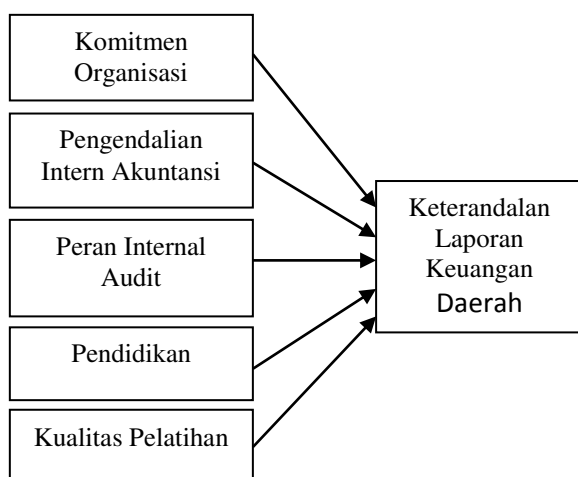 Komitmen
Organisasi
Pengendalian
Intern Akuntansi
Peran Internal
Audit
Pendidikan
Kualitas Pelatihan
Keterandalan
Laporan
Keuangan
Daerah